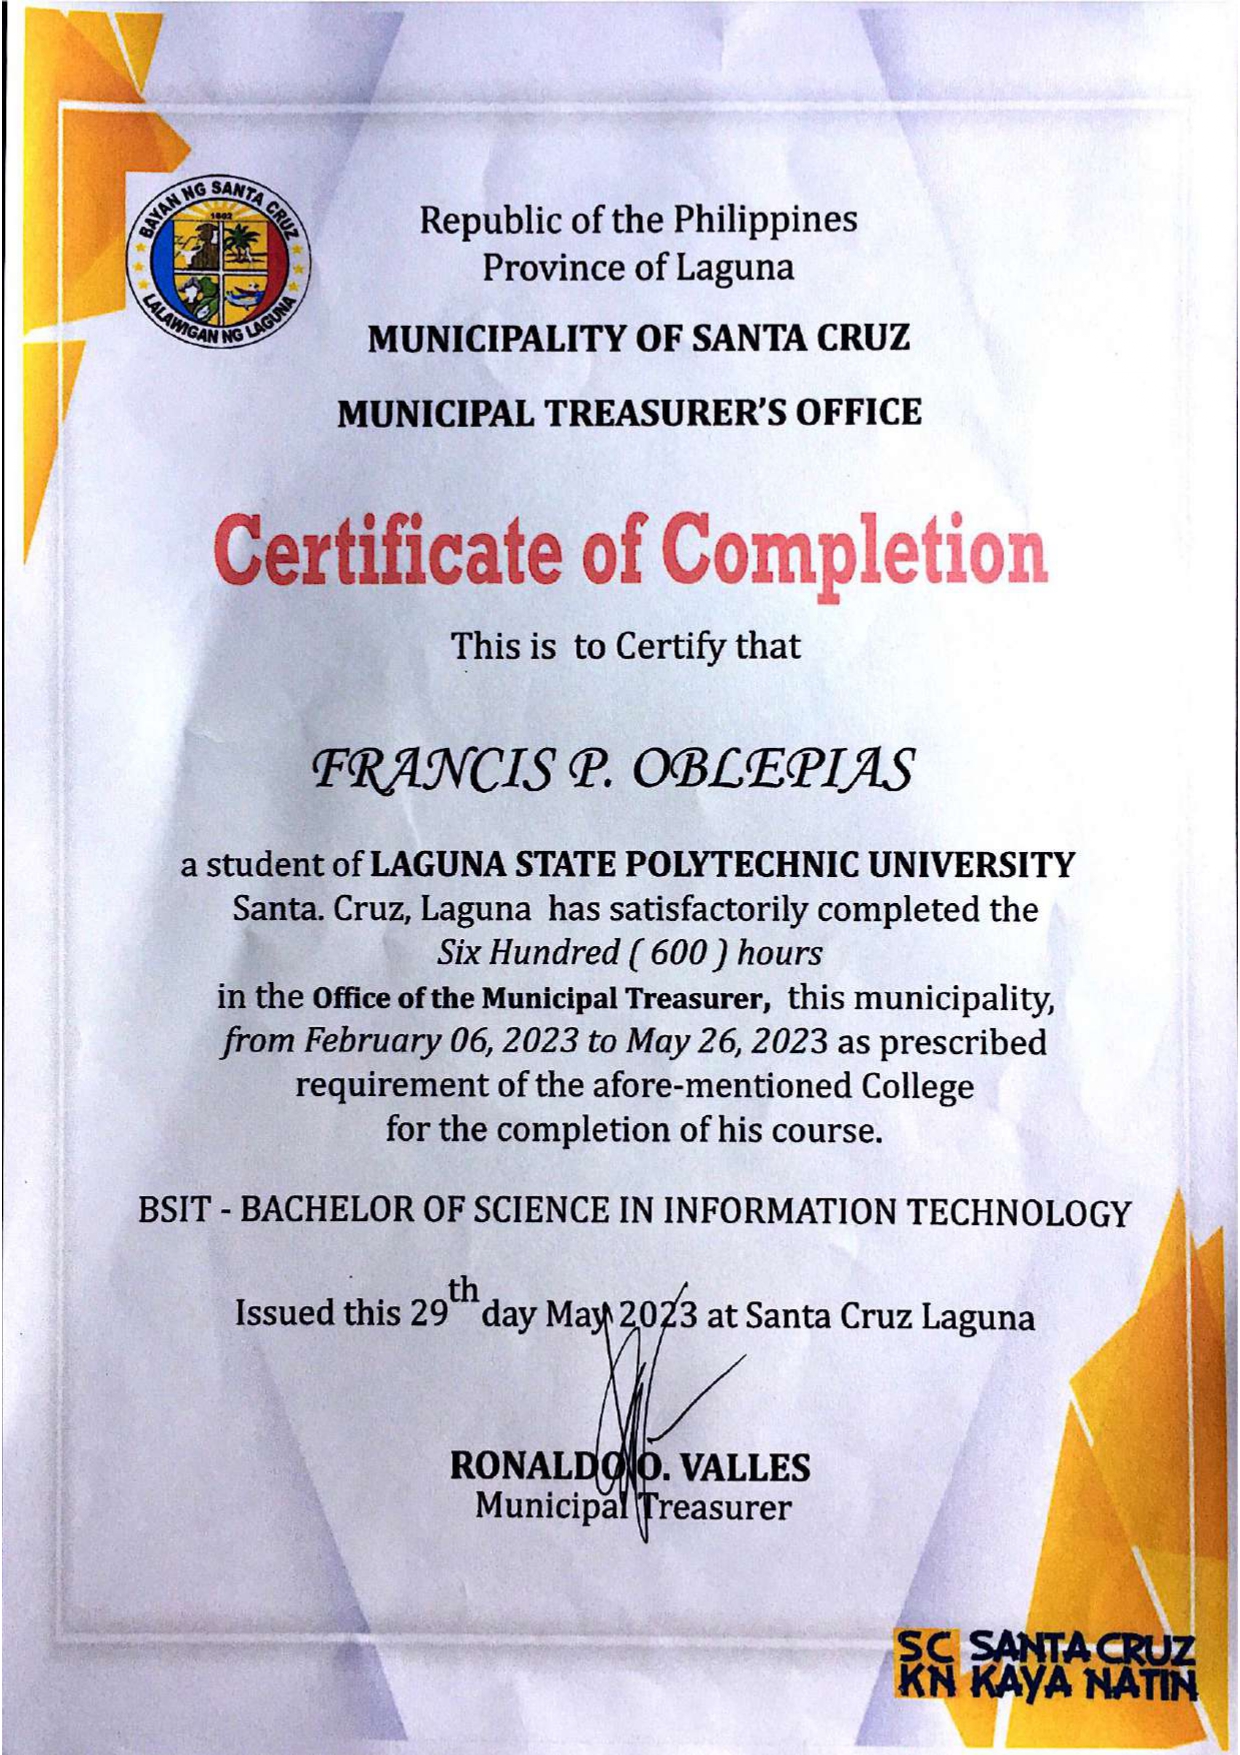 BAYAN NG SANTA CRUZ
1602
LALAWIGAN NG LAGUNA
Republic of the Philippines
Province of Laguna
MUNICIPALITY OF SANTA CRUZ
MUNICIPAL TREASURER'S OFFICE
Certificate of Completion
This is to Certify that
FRANCIS P. OBLEPIAS
a student of LAGUNA STATE POLYTECHNIC UNIVERSITY
Santa. Cruz, Laguna has satisfactorily completed the
Six Hundred ( 600 ) hours
in the Office of the Municipal Treasurer, this municipality,
from February 06, 2023 to May 26, 2023 as prescribed
requirement of the afore-mentioned College
for the completion of his course.
BSIT - BACHELOR OF SCIENCE IN INFORMATION TECHNOLOGY
Issued this 29th day May 2023 at Santa Cruz Laguna
RONALDO O. VALLES
Municipal Treasurer
SC SANTA CRUZ
KN KAYA NATIN